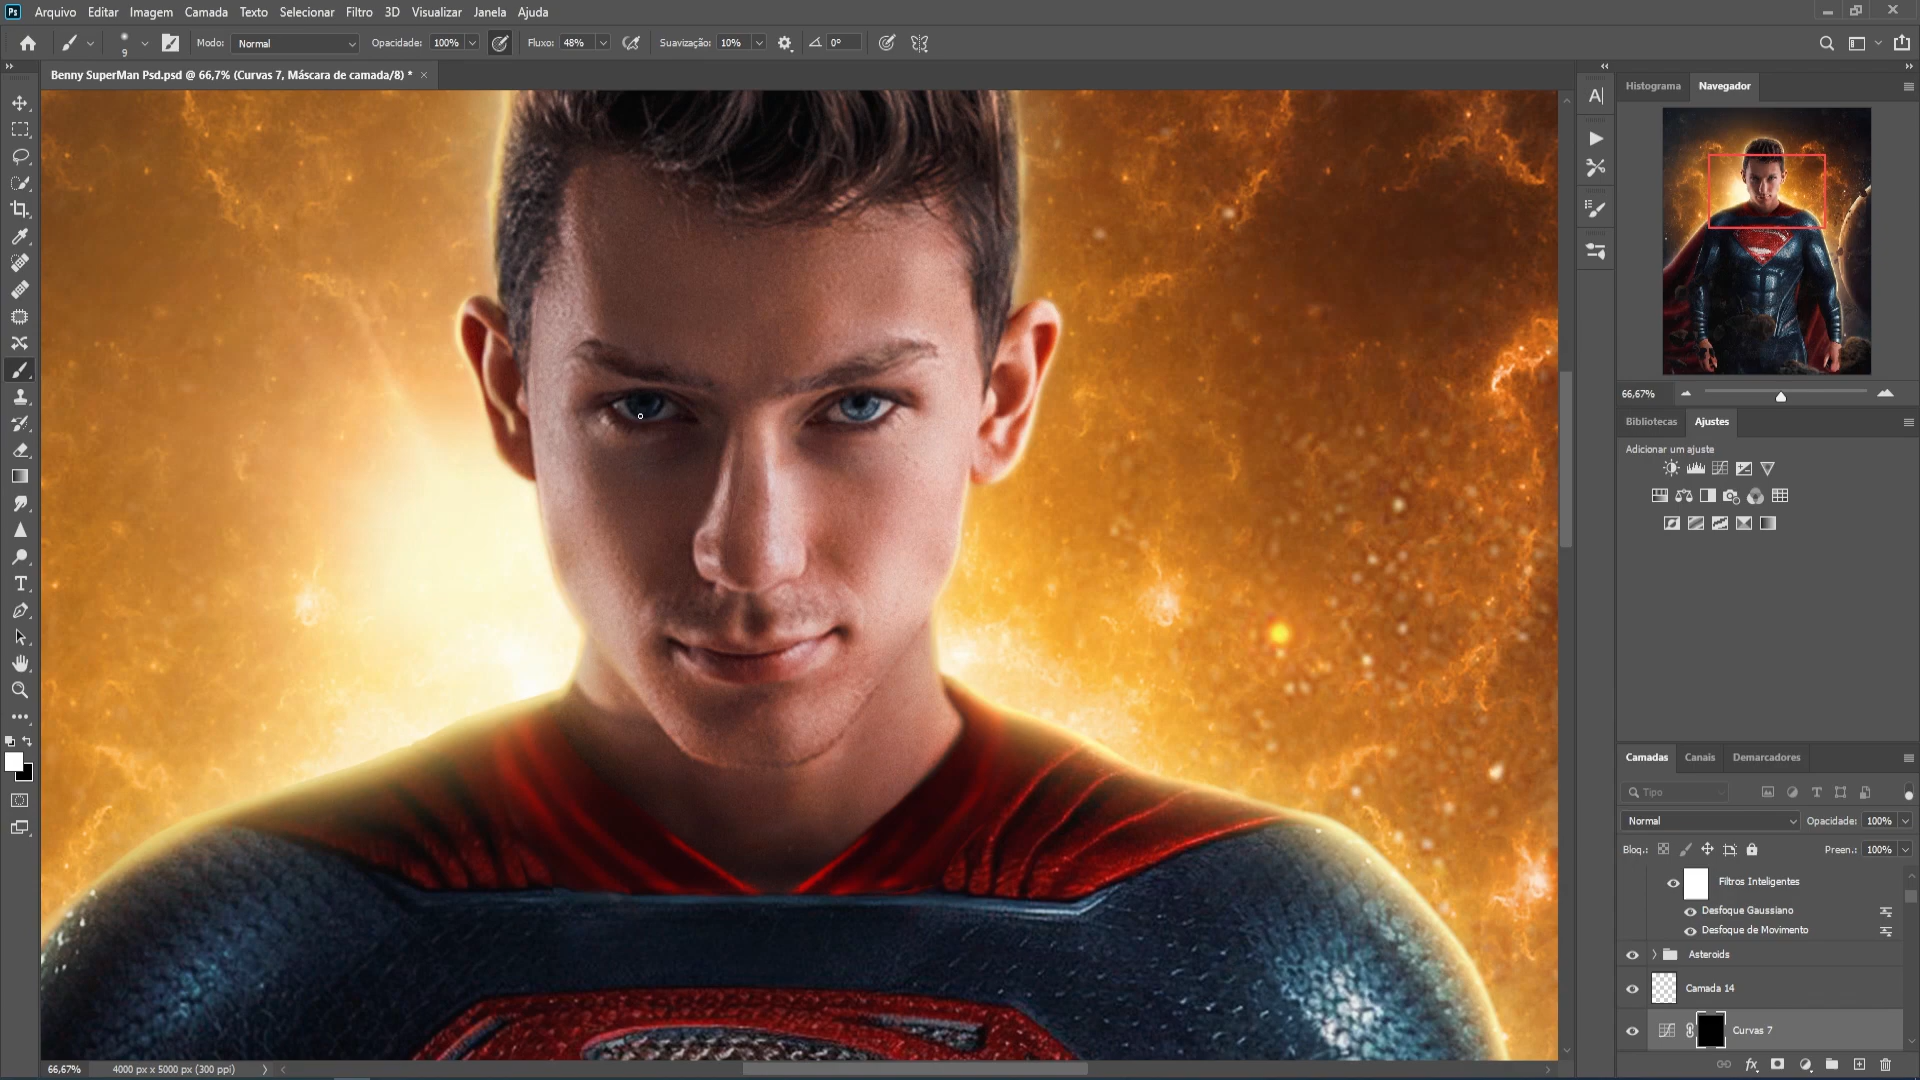 Ps Arquivo Editar Imagem Camada Texto Selecionar Filtro 3D Visualizar Janela Ajuda
9 Modo: Normal Opacidade: 100% Fluxo: 48% Suavização: 10% 0°
Benny SuperMan Psd.psd @ 66,7% (Curvas 7, Máscara de camada/8) * ×
Histograma Navegador
66,67%
Bibliotecas Ajustes
Adicionar um ajuste
Camadas Canais Demarcadores
Tipo
Normal Opacidade: 100%
Bloq.: Preen.: 100%
Filtros Inteligentes
Desfoque Gaussiano
Desfoque de Movimento
Asteroids
Camada 14
Curvas 7
66,67% 4000 px x 5000 px (300 ppi)